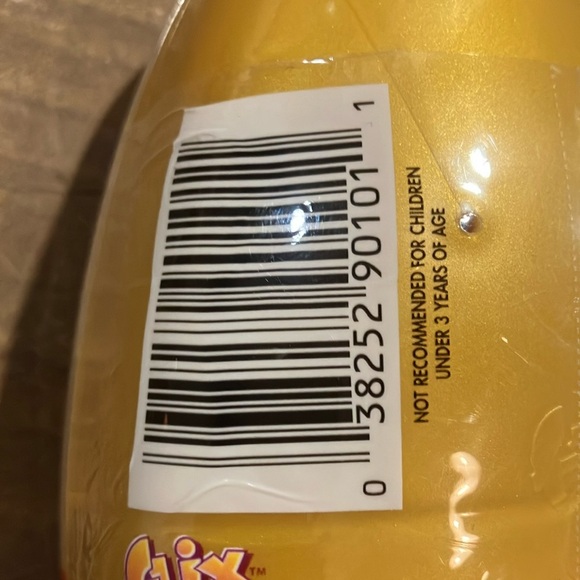 0 38252 90101 1
NOT RECOMMENDED FOR CHILDREN
UNDER 3 YEARS OF AGE
Clix™